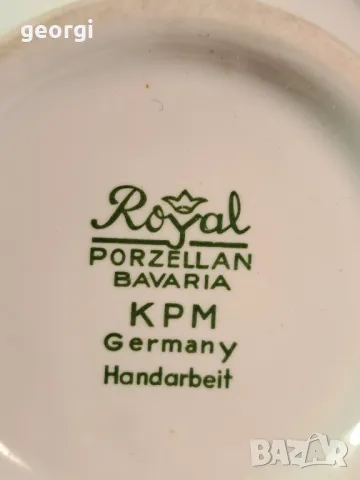 georgi
Royal
PORZELLAN
BAVARIA
KPM
Germany
Handarbeit
BAZAR